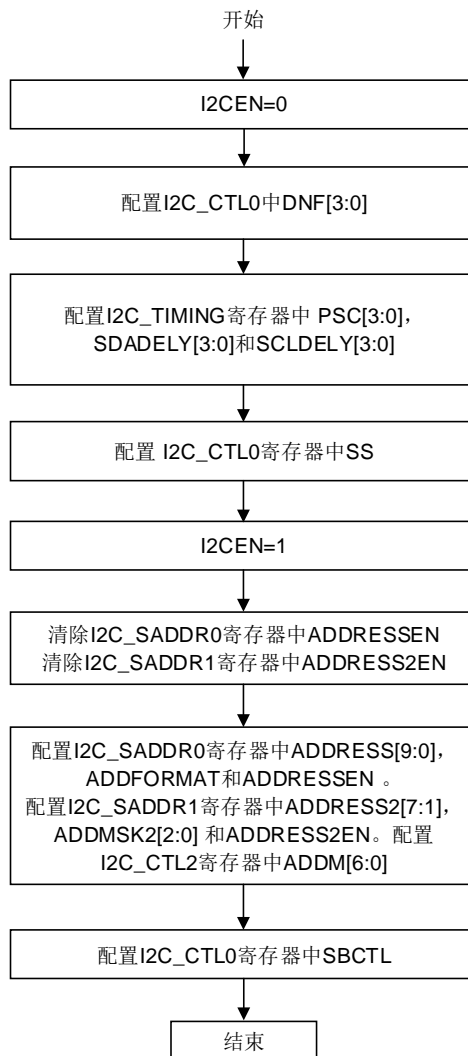 开始
I2CEN=0
配置I2C_CTL0中DNF[3:0]
配置I2C_TIMING寄存器中 PSC[3:0],
SDADELY[3:0]和SCLDELY[3:0]
配置 I2C_CTL0寄存器中SS
I2CEN=1
清除I2C_SADDR0寄存器中ADDRESSEN
清除I2C_SADDR1寄存器中ADDRESS2EN
配置I2C_SADDR0寄存器中ADDRESS[9:0],
ADDFORMAT和ADDRESSEN 。
配置I2C_SADDR1寄存器中ADDRESS2[7:1],
ADDMSK2[2:0] 和ADDRESS2EN。配置
I2C_CTL2寄存器中ADDM[6:0]
配置I2C_CTL0寄存器中SBCTL
结束